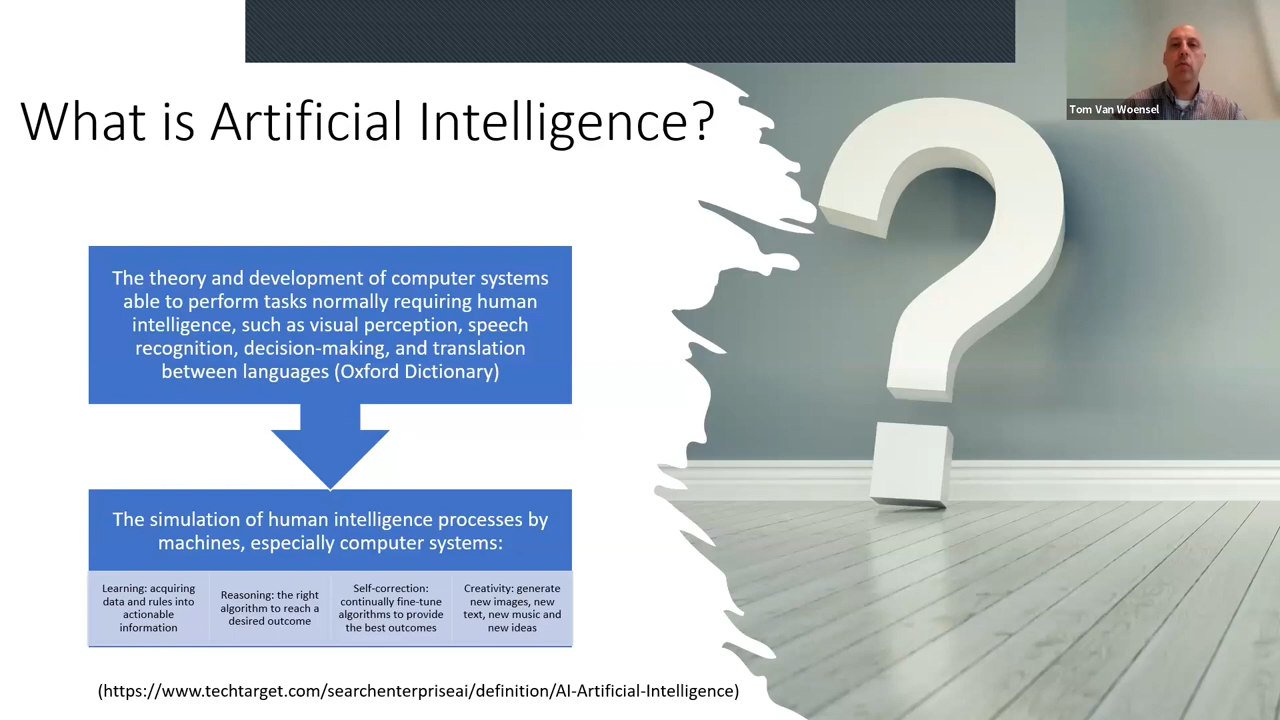 What is Artificial Intelligence?
Tom Van Woensel
The theory and development of computer systems
able to perform tasks normally requiring human
intelligence, such as visual perception, speech
recognition, decision-making, and translation
between languages (Oxford Dictionary)
The simulation of human intelligence processes by
machines, especially computer systems:
Learning: acquiring
data and rules into
actionable
information
Reasoning: the right
algorithm to reach a
desired outcome
Self-correction:
continually fine-tune
algorithms to provide
the best outcomes
Creativity: generate
new images, new
text, new music and
new ideas
(https://www.techtarget.com/searchenterpriseai/definition/AI-Artificial-Intelligence)